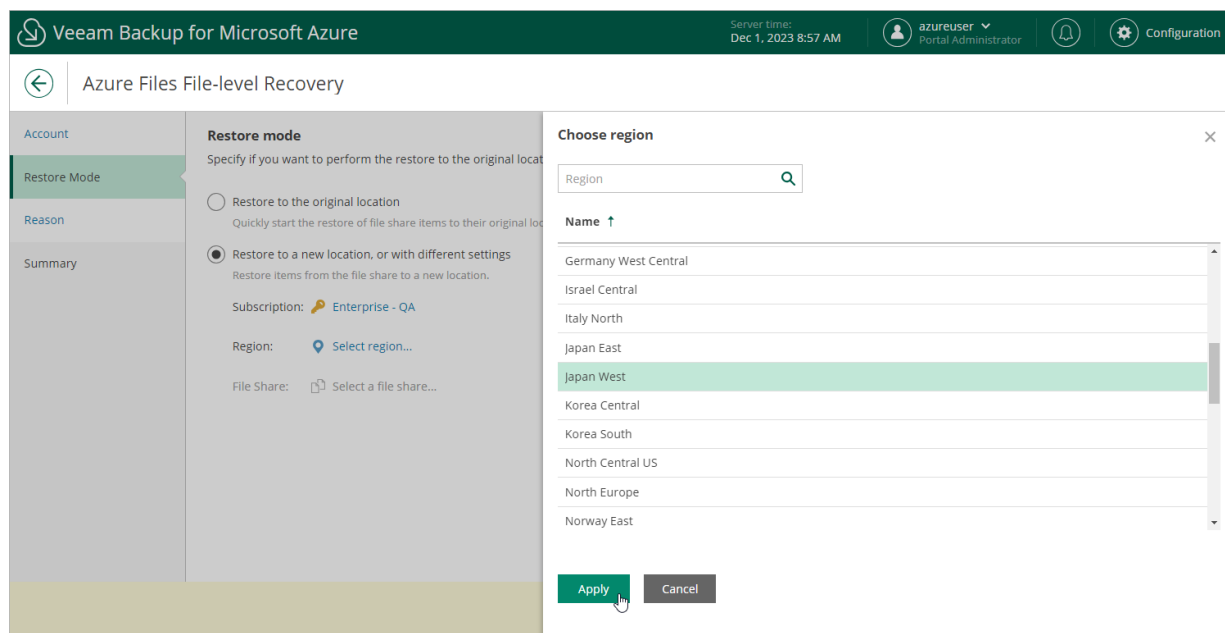 Veeam Backup for Microsoft Azure
Server time:
Dec 1, 2023 8:57 AM
azureuser
Portal Administrator
Configuration
Azure Files File-level Recovery
Account
Restore Mode
Reason
Summary
Restore mode
Specify if you want to perform the restore to the original locat
Restore to the original location
Quickly start the restore of file share items to their original loc
Restore to a new location, or with different settings
Restore items from the file share to a new location.
Subscription: Enterprise - QA
Region: Select region...
File Share: Select a file share...
Choose region
Region
Name
Germany West Central
Israel Central
Italy North
Japan East
Japan West
Korea Central
Korea South
North Central US
North Europe
Norway East
Apply
Cancel